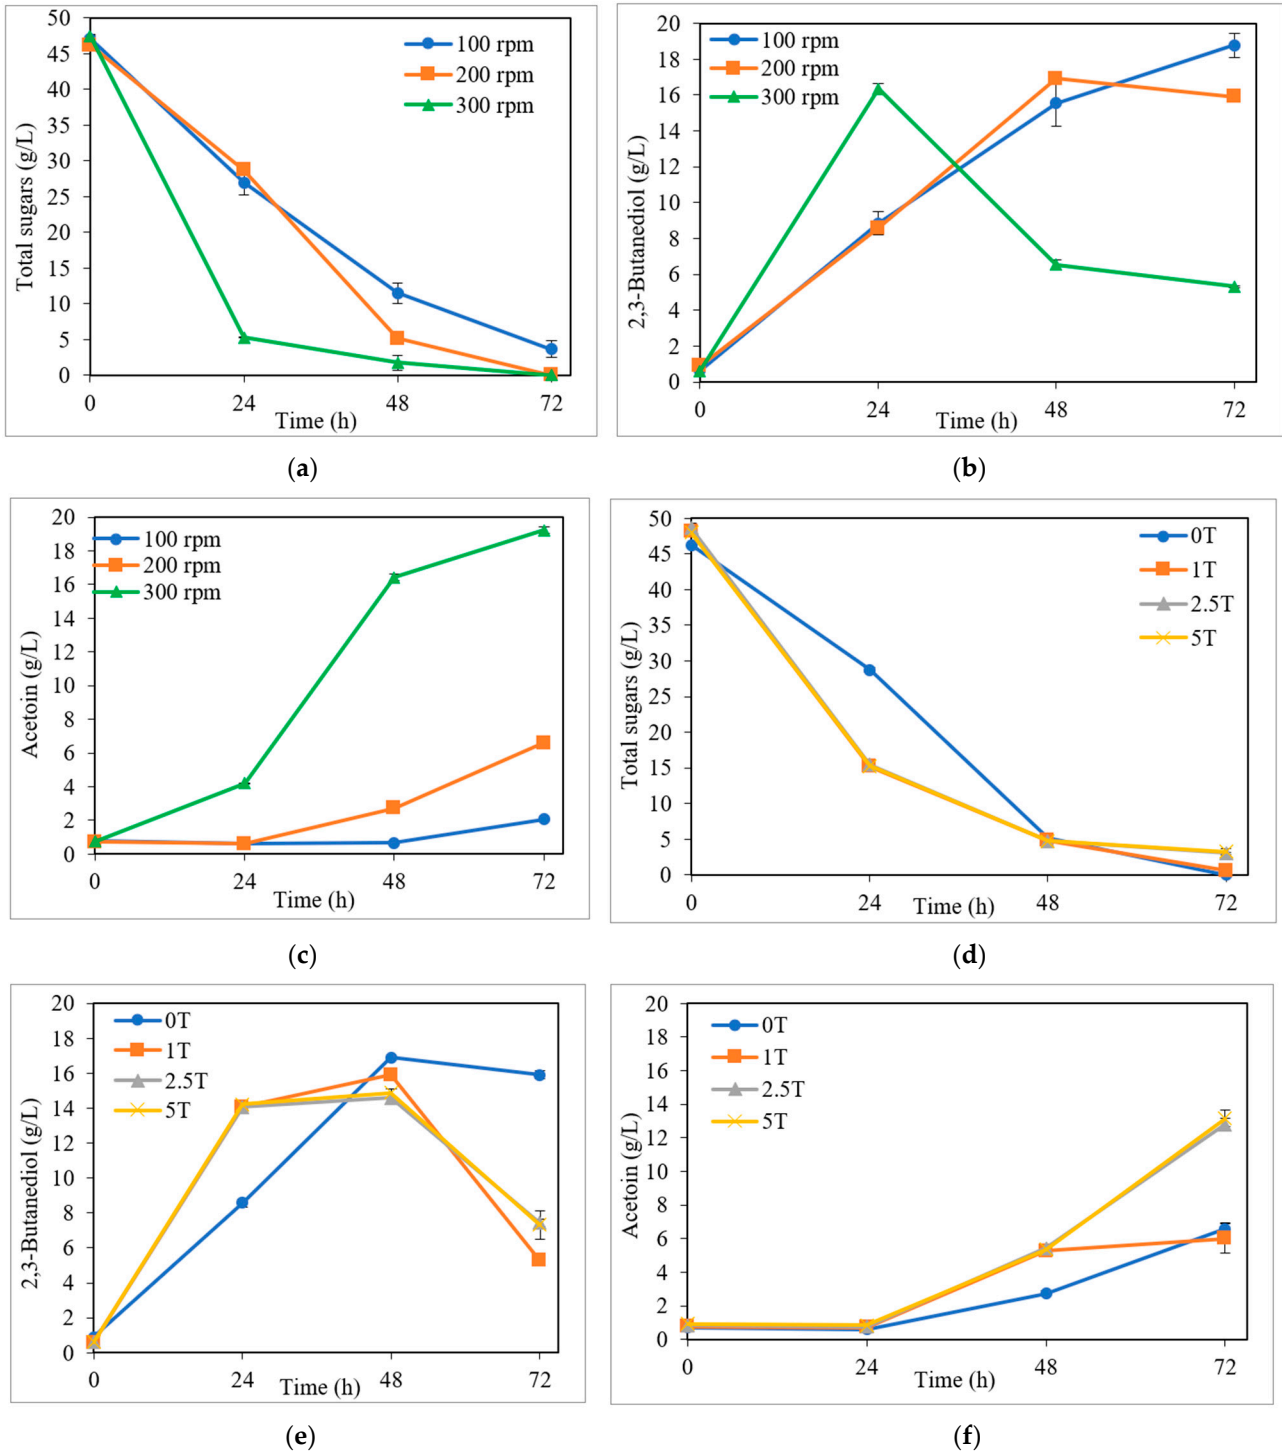 50
45
40
35
30
25
20
15
10
5
0
Total sugars (g/L)
100 rpm
200 rpm
300 rpm
0
24
48
72
Time (h)
(a)
20
18
16
14
12
10
8
6
4
2
0
2,3-Butanediol (g/L)
100 rpm
200 rpm
300 rpm
0
24
48
72
Time (h)
(b)
20
18
16
14
12
10
8
6
4
2
0
Acetoin (g/L)
100 rpm
200 rpm
300 rpm
0
24
48
72
Time (h)
(c)
50
45
40
35
30
25
20
15
10
5
0
Total sugars (g/L)
0T
1T
2.5T
5T
0
24
48
72
Time (h)
(d)
20
18
16
14
12
10
8
6
4
2
0
2,3-Butanediol (g/L)
0T
1T
2.5T
5T
0
24
48
72
Time (h)
(e)
20
18
16
14
12
10
8
6
4
2
0
Acetoin (g/L)
0T
1T
2.5T
5T
0
24
48
72
Time (h)
(f)